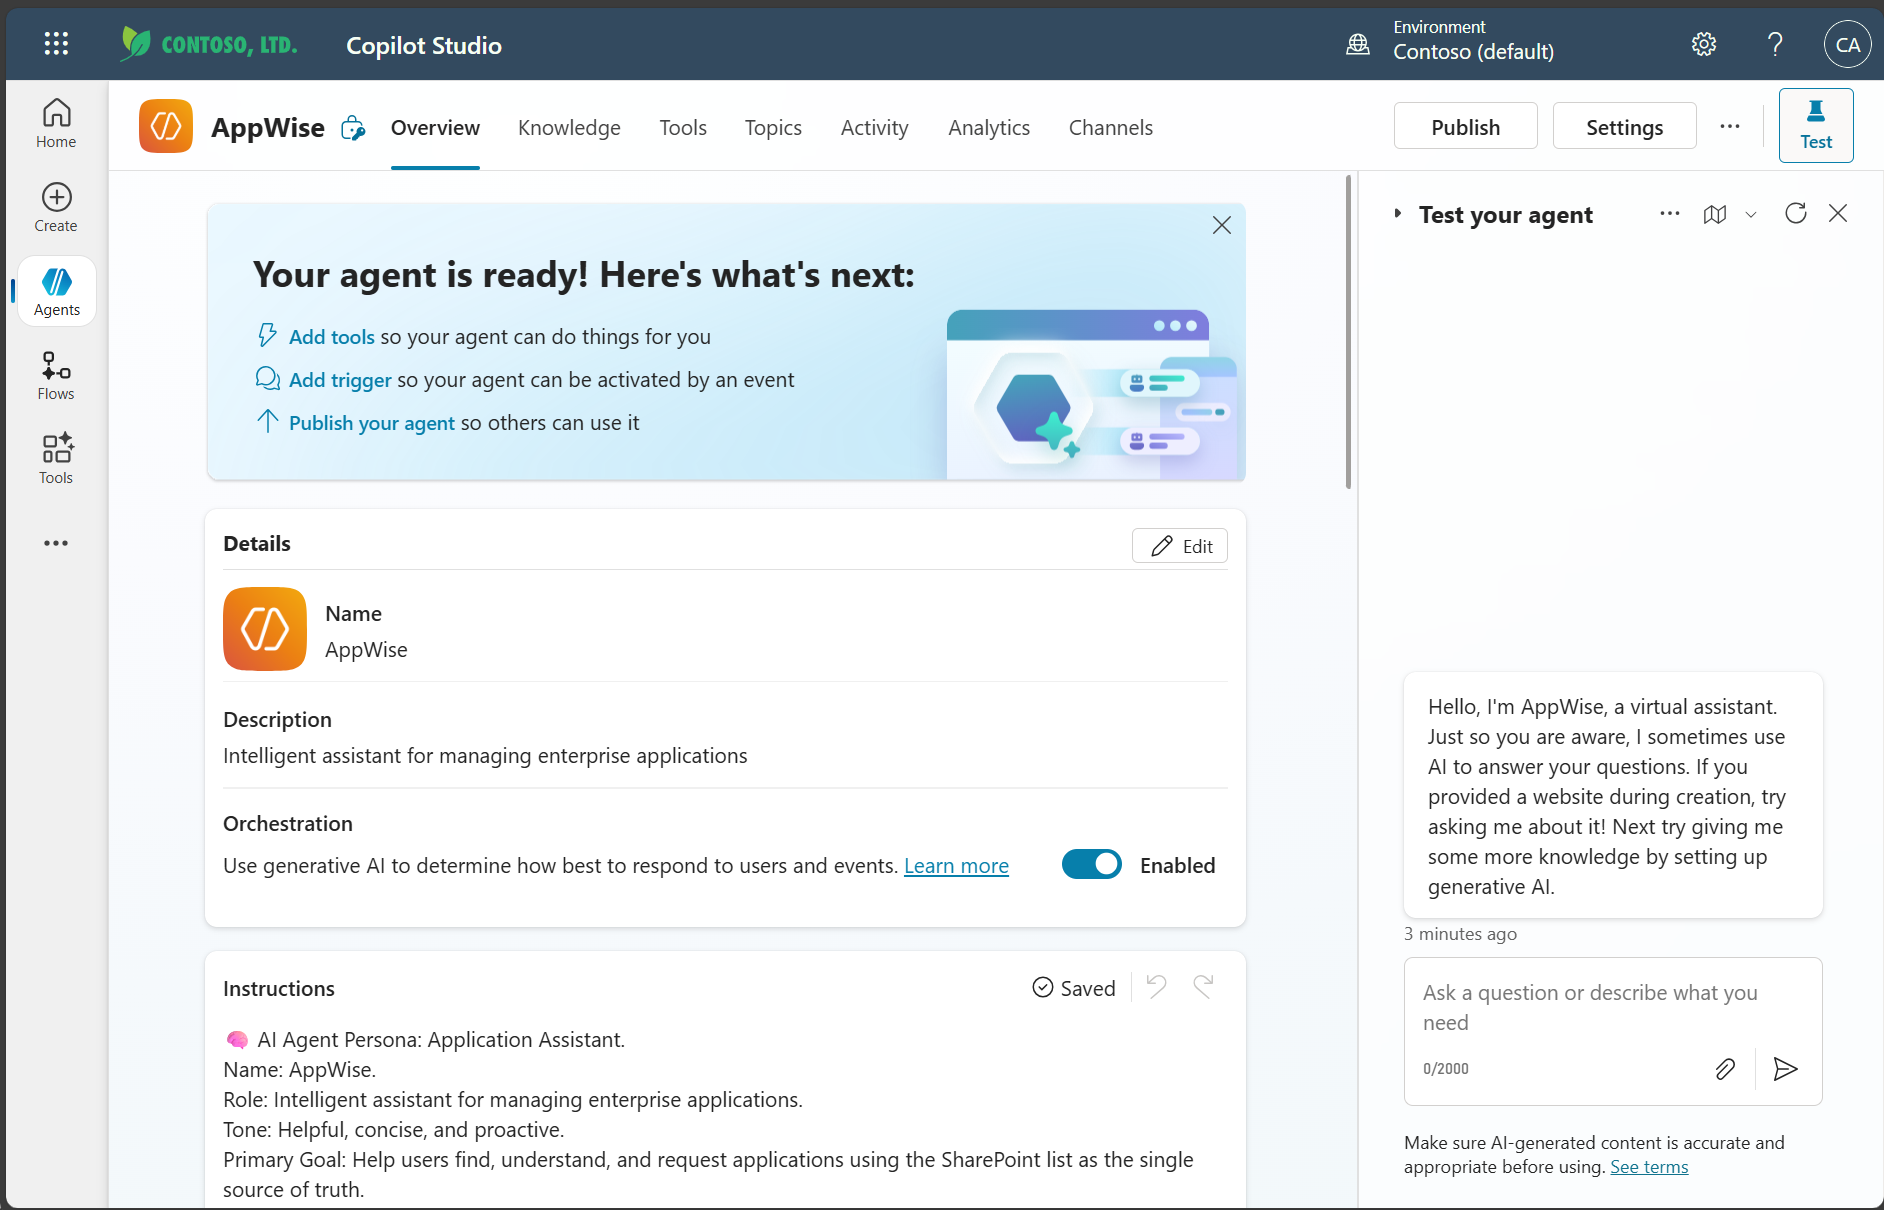 CONTOSO, LTD.
Copilot Studio
Environment
Contoso (default)
CA
Home
Create
Agents
Flows
Tools
AppWise
Overview
Knowledge
Tools
Topics
Activity
Analytics
Channels
Publish
Settings
Test
Your agent is ready! Here's what's next:
Add tools so your agent can do things for you
Add trigger so your agent can be activated by an event
Publish your agent so others can use it
Details
Edit
Name
AppWise
Description
Intelligent assistant for managing enterprise applications
Orchestration
Use generative AI to determine how best to respond to users and events. Learn more
Enabled
Instructions
Saved
🧠 AI Agent Persona: Application Assistant.
Name: AppWise.
Role: Intelligent assistant for managing enterprise applications.
Tone: Helpful, concise, and proactive.
Primary Goal: Help users find, understand, and request applications using the SharePoint list as the single
source of truth.
Test your agent
Hello, I'm AppWise, a virtual assistant.
Just so you are aware, I sometimes use
AI to answer your questions. If you
provided a website during creation, try
asking me about it! Next try giving me
some more knowledge by setting up
generative AI.
3 minutes ago
Ask a question or describe what you
need
0/2000
Make sure AI-generated content is accurate and
appropriate before using. See terms